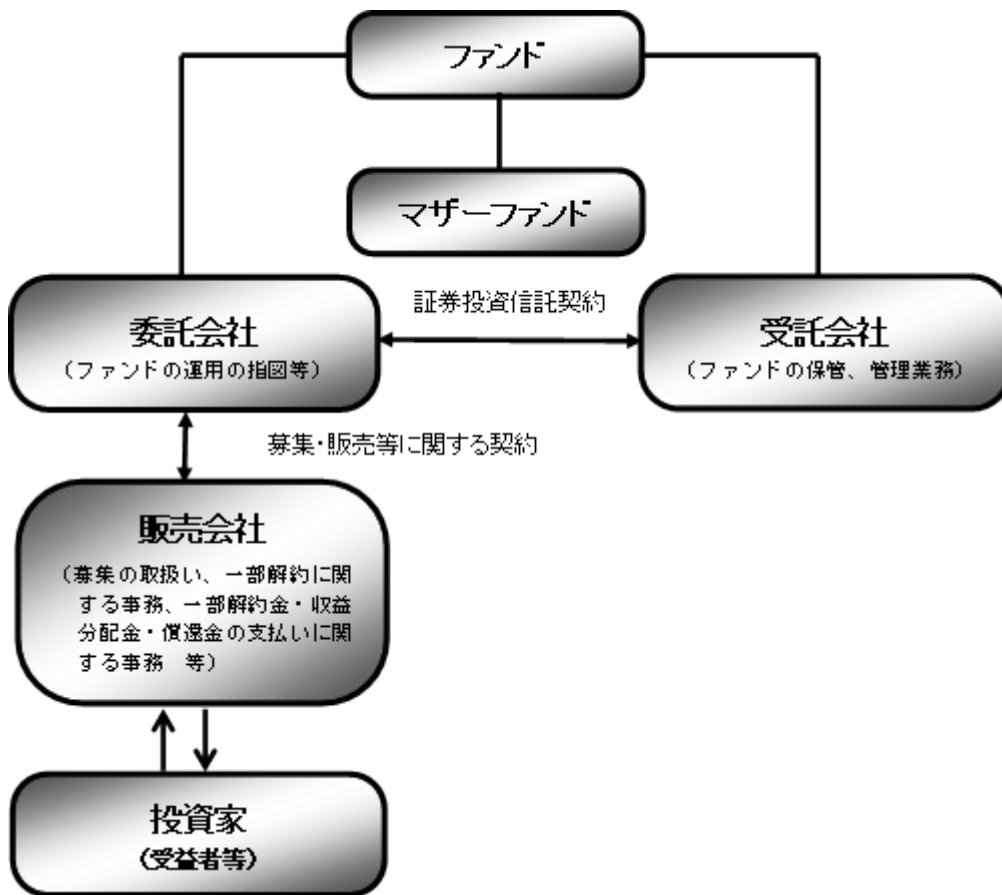 ファンド
マザーファンド
証券投資信託契約
委託会社
(ファンドの運用の指図等)
受託会社
(ファンドの保管、管理業務)
募集・販売等に関する契約
販売会社
(募集の取扱い、一部解約に関
する事務、一部解約金・収益
分配金・償還金の支払いに関
する事務　等)
投資家
(受益者等)